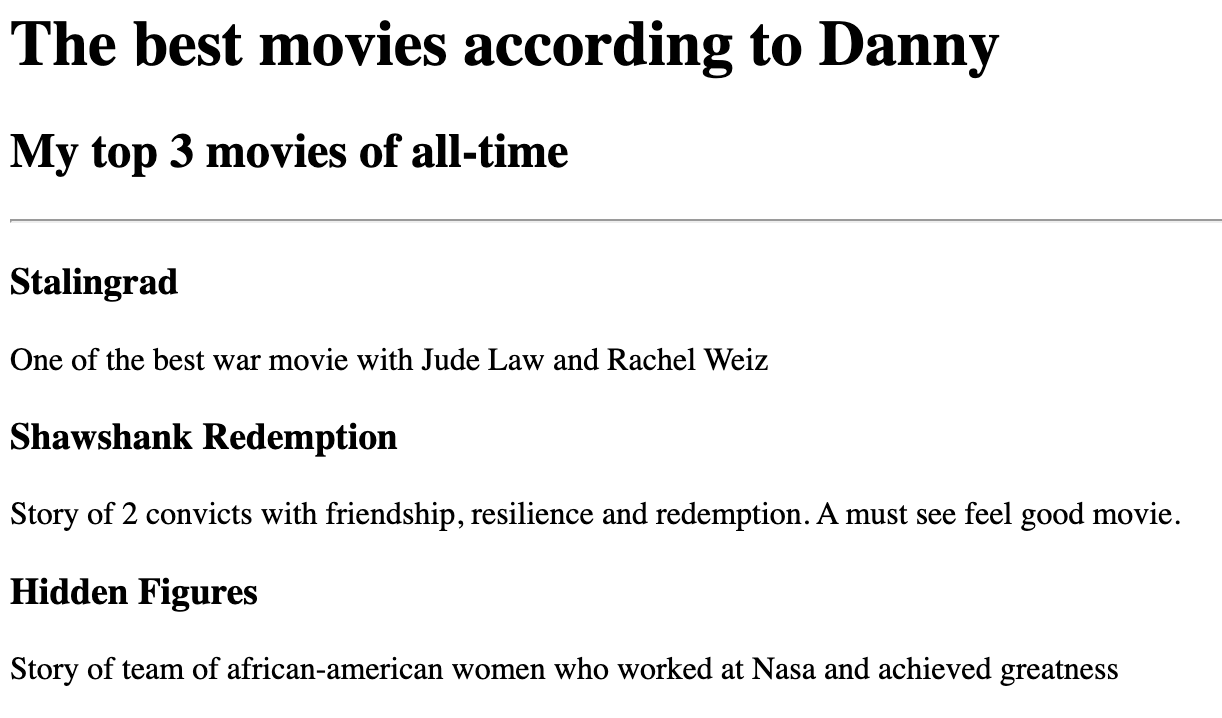 The best movies according to Danny
My top 3 movies of all-time
Stalingrad
One of the best war movie with Jude Law and Rachel Weiz
Shawshank Redemption
Story of 2 convicts with friendship, resilience and redemption. A must see feel good movie.
Hidden Figures
Story of team of african-american women who worked at Nasa and achieved greatness